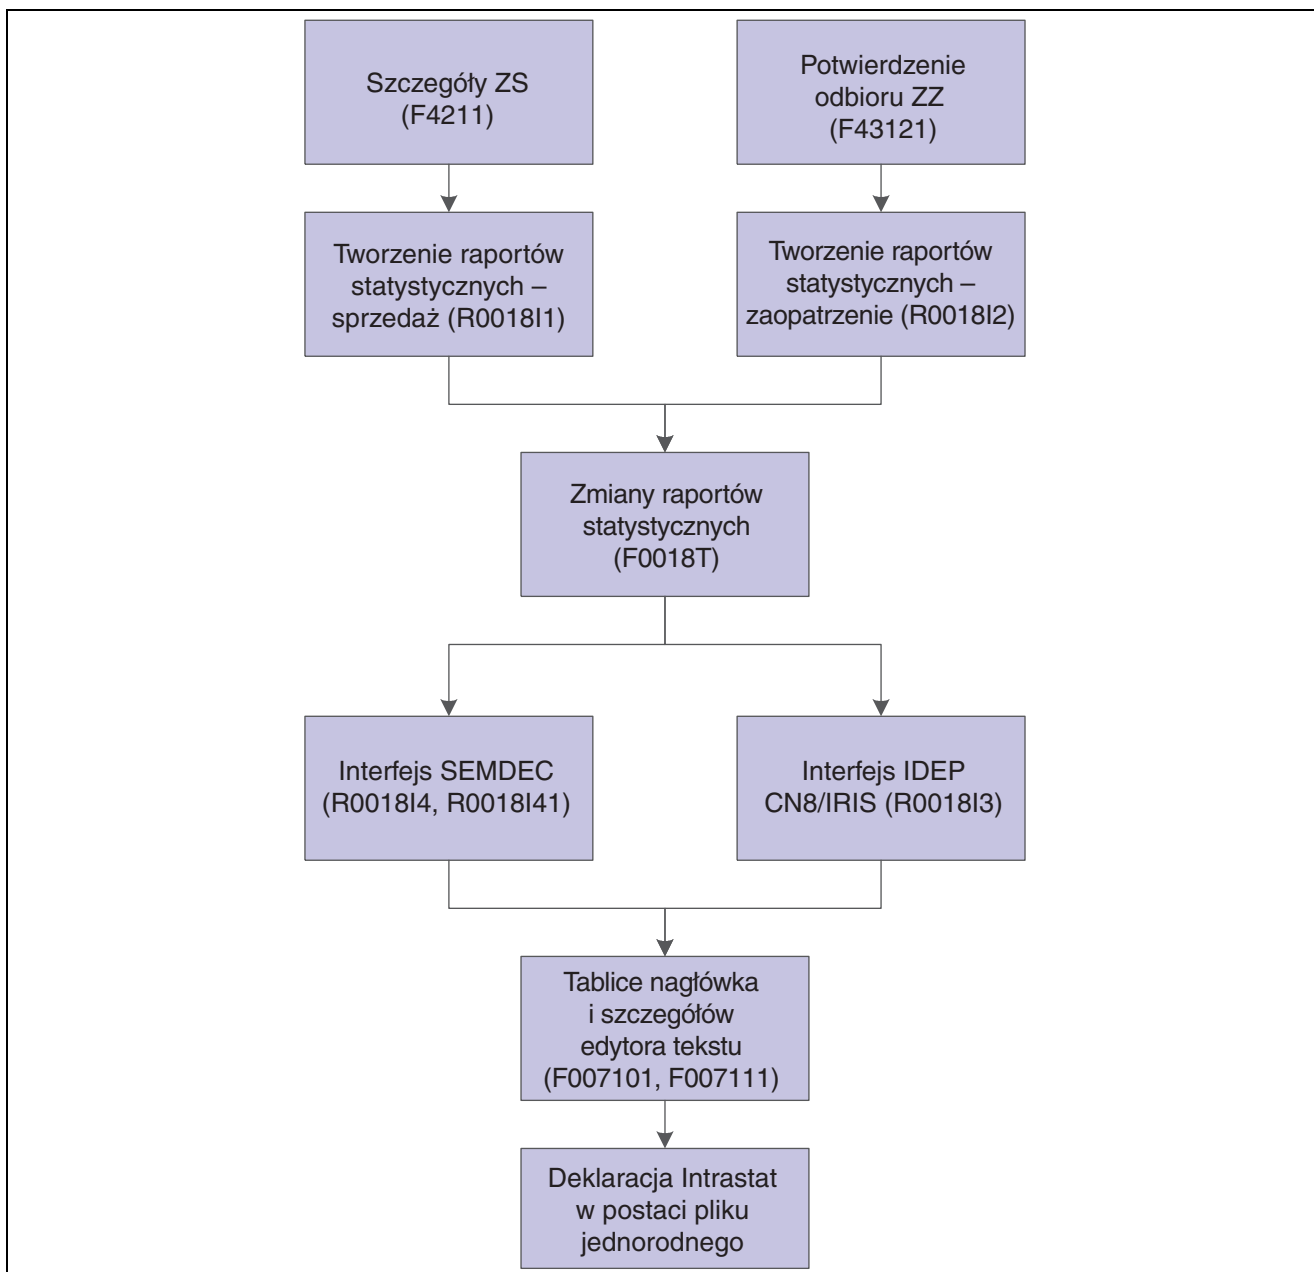 Szczegóły ZS
(F4211)
Potwierdzenie
odbioru ZZ
(F43121)
Tworzenie raportów
statystycznych –
sprzedaż (R0018I1)
Tworzenie raportów
statystycznych –
zaopatrzenie (R0018I2)
Zmiany raportów
statystycznych
(F0018T)
Interfejs SEMDEC
(R0018I4, R0018I41)
Interfejs IDEP
CN8/IRIS (R0018I3)
Tablice nagłówka
i szczegółów
edytora tekstu
(F007101, F007111)
Deklaracja Intrastat
w postaci pliku
jednorodnego